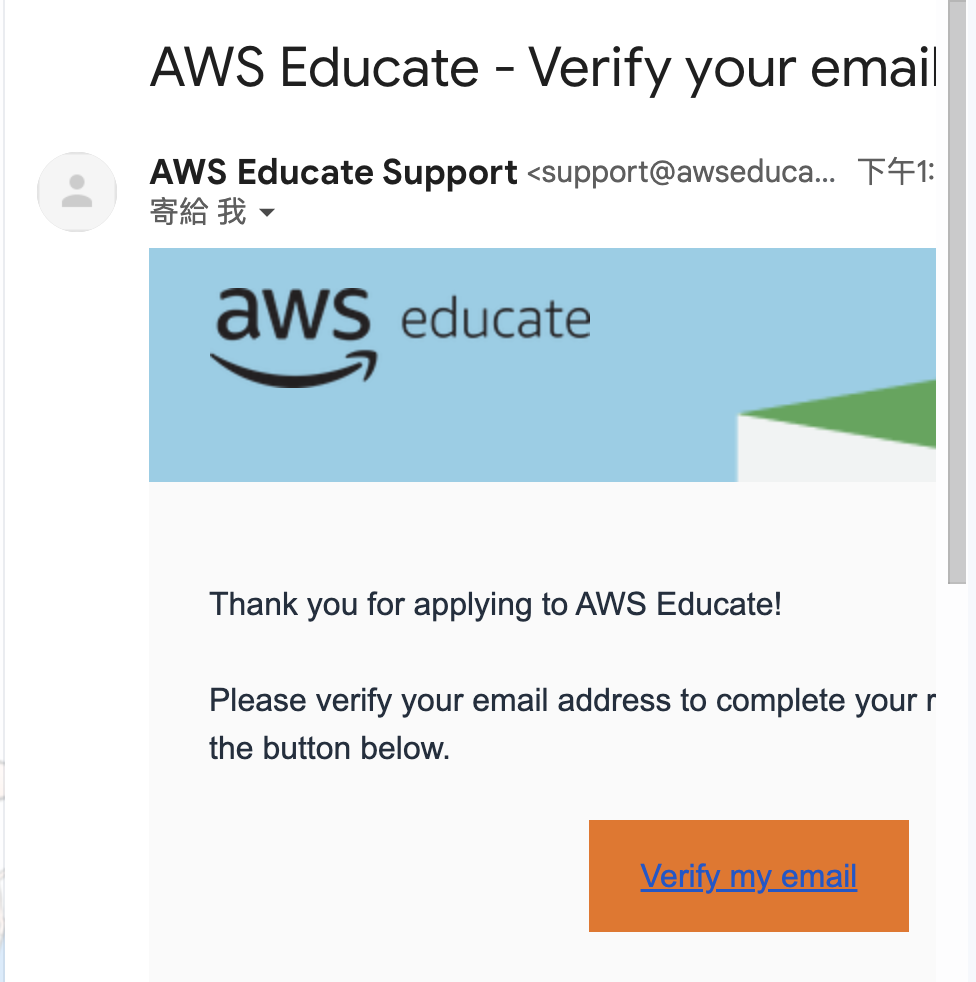 AWS Educate - Verify your email
AWS Educate Support <support@awseduca... 下午1:
寄給 我
aws educate
Thank you for applying to AWS Educate!
Please verify your email address to complete your r
the button below.
Verify my email